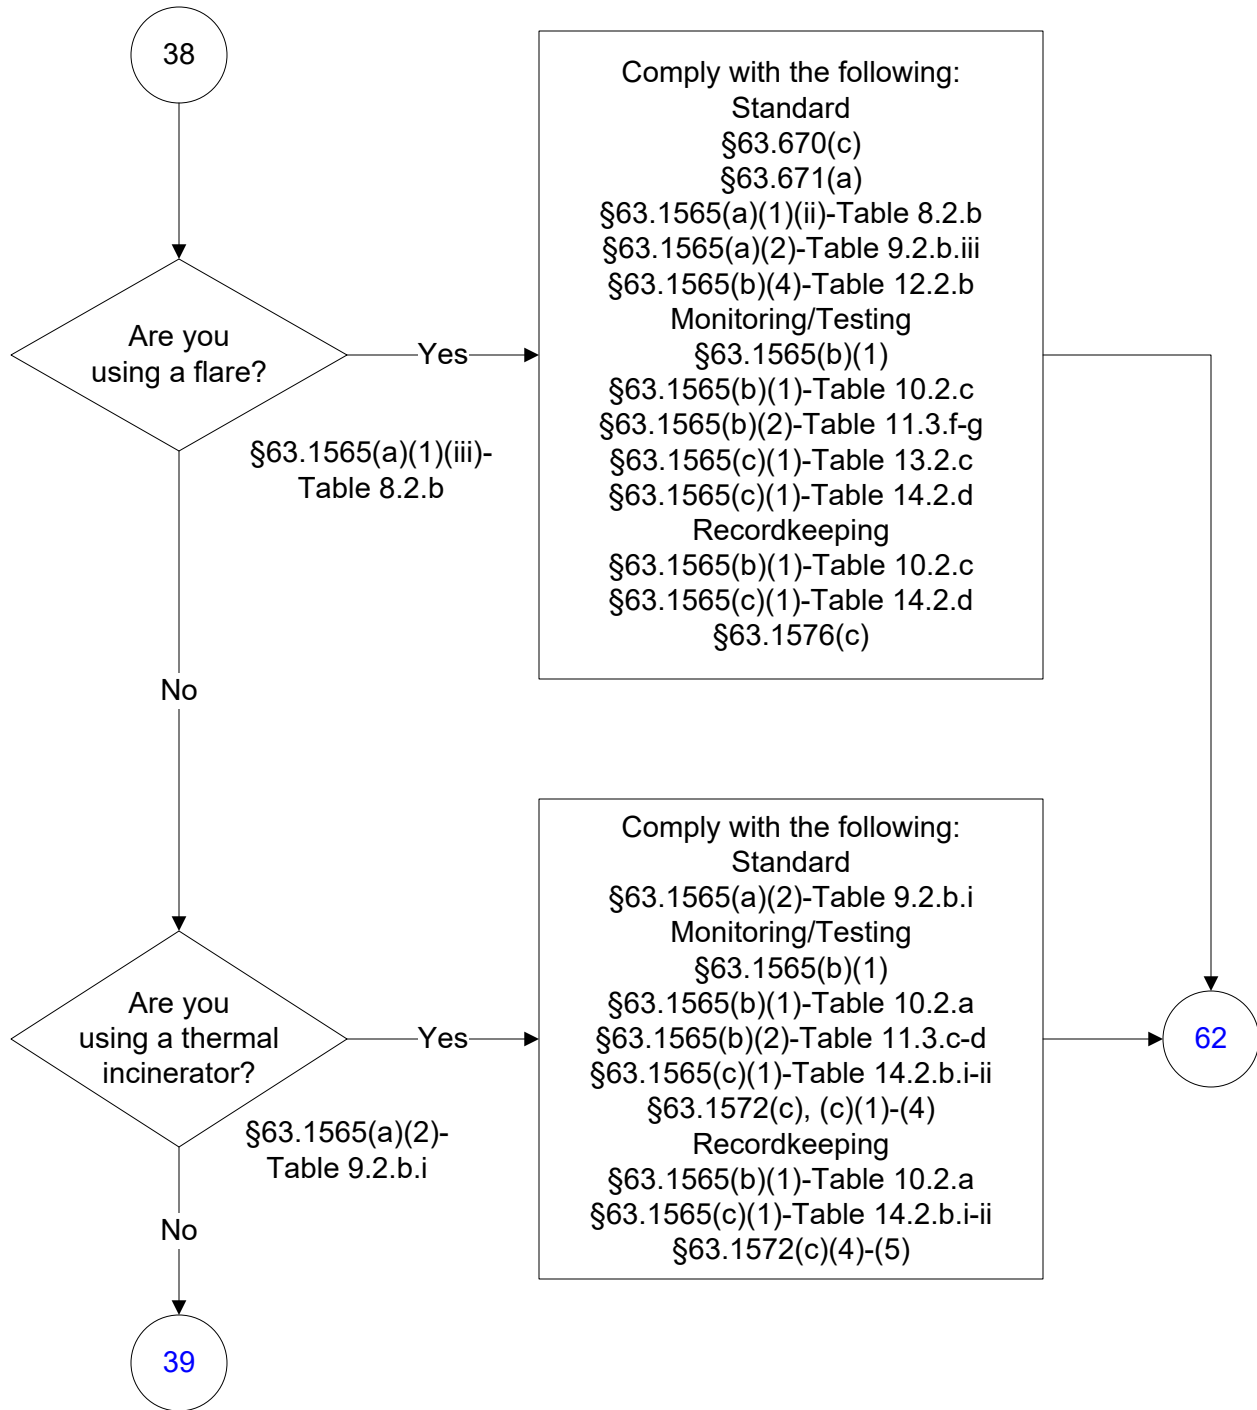 38
Comply with the following:
Standard
§63.670(c)
§63.671(a)
§63.1565(a)(1)(ii)-Table 8.2.b
§63.1565(a)(2)-Table 9.2.b.iii
§63.1565(b)(4)-Table 12.2.b
Monitoring/Testing
§63.1565(b)(1)
§63.1565(b)(1)-Table 10.2.c
§63.1565(b)(2)-Table 11.3.f-g
§63.1565(c)(1)-Table 13.2.c
§63.1565(c)(1)-Table 14.2.d
Recordkeeping
§63.1565(b)(1)-Table 10.2.c
§63.1565(c)(1)-Table 14.2.d
§63.1576(c)
Are you
using a flare?
Yes
§63.1565(a)(1)(iii)-
Table 8.2.b
No
Comply with the following:
Standard
§63.1565(a)(2)-Table 9.2.b.i
Monitoring/Testing
§63.1565(b)(1)
§63.1565(b)(1)-Table 10.2.a
§63.1565(b)(2)-Table 11.3.c-d
§63.1565(c)(1)-Table 14.2.b.i-ii
§63.1572(c), (c)(1)-(4)
Recordkeeping
§63.1565(b)(1)-Table 10.2.a
§63.1565(c)(1)-Table 14.2.b.i-ii
§63.1572(c)(4)-(5)
Are you
using a thermal
incinerator?
Yes
62
§63.1565(a)(2)-
Table 9.2.b.i
No
39